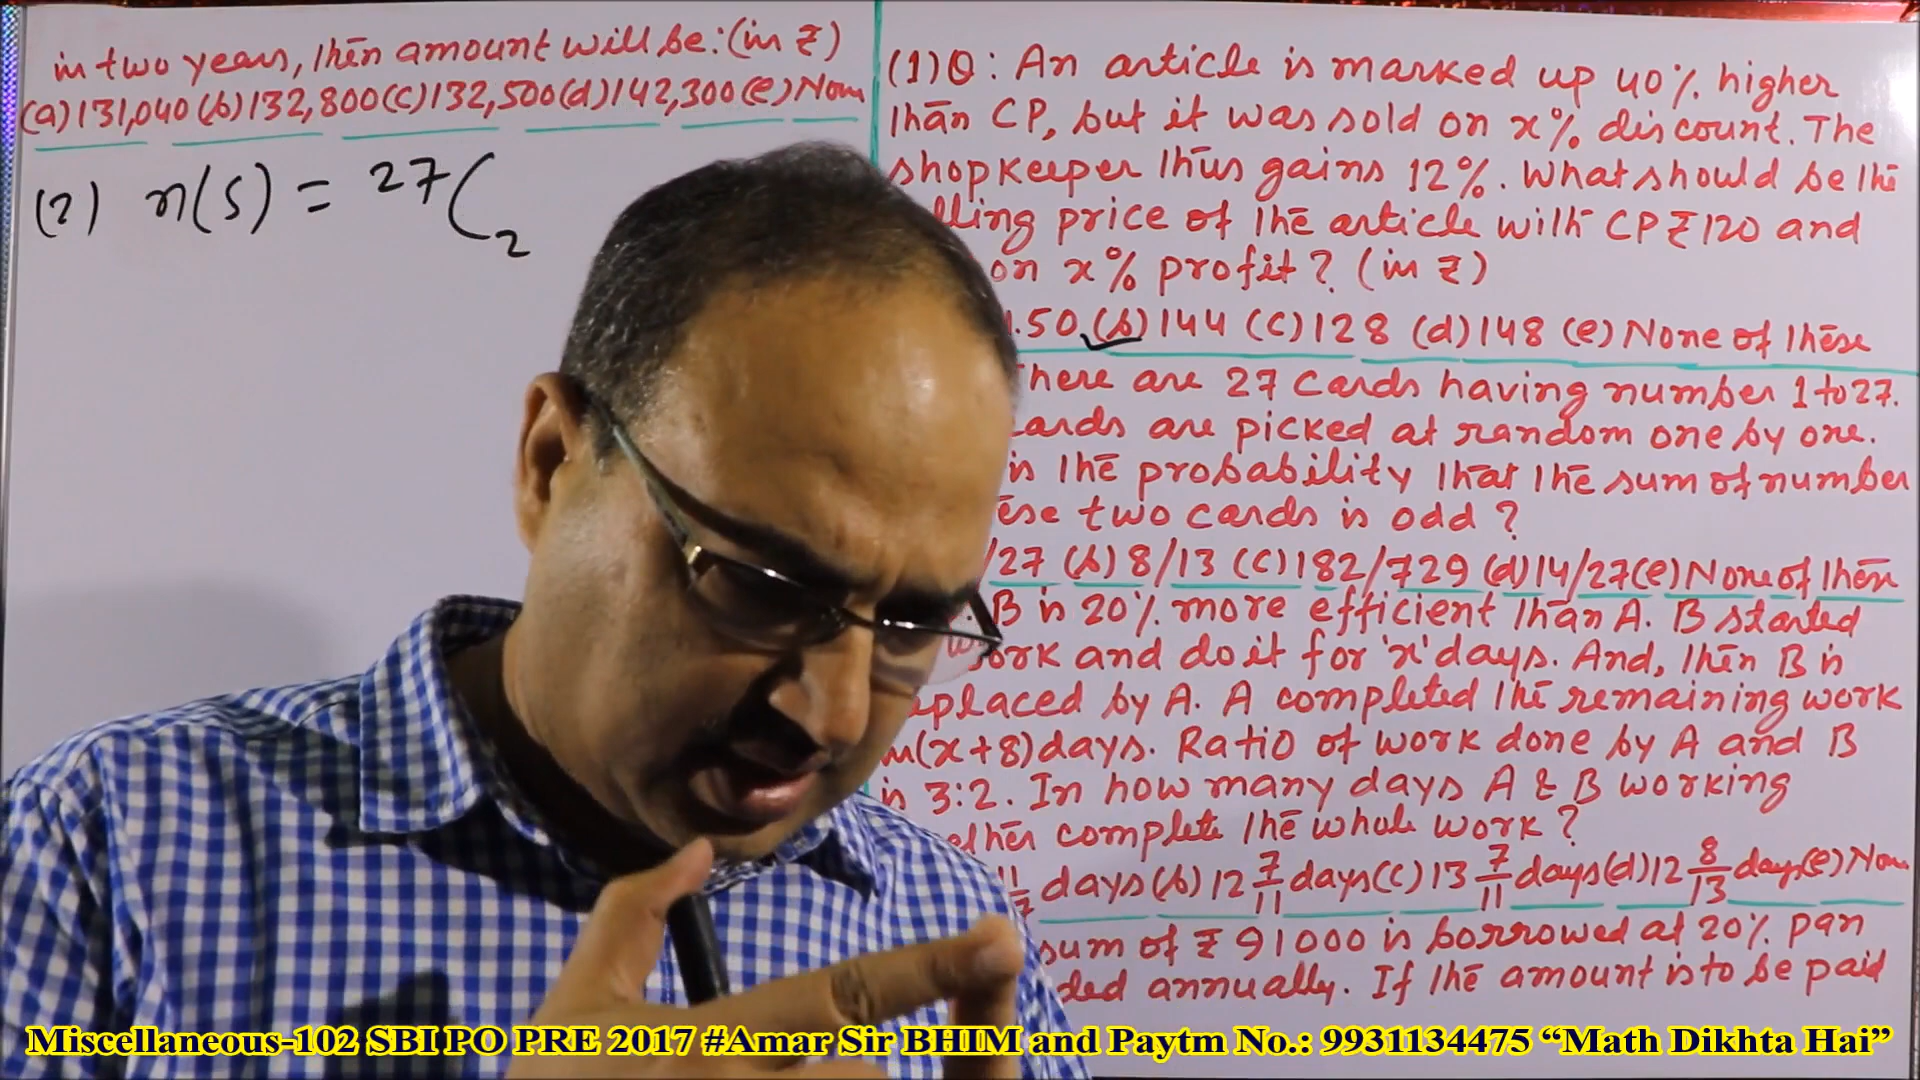 in two years, then amount will be: (in ₹)
(a) 131,040 (b) 132,800 (c) 132,500 (d) 142,300 (e) None
(2) n(S) = 27C2
(1) Q: An article is marked up 40% higher
than CP, but it was sold on x% discount. The
shopkeeper thus gains 12%. What should be the
lling price of the article with CP ₹ 120 and
on x% profit? (in ₹)
.50 (b) 144 (c) 128 (d) 148 (e) None of these
here are 27 cards having number 1 to 27.
cards are picked at random one by one.
is the probability that the sum of number
ese two cards is odd?
/27 (b) 8/13 (c) 182/729 (d) 14/27 (e) None of these
B is 20% more efficient than A. B started
work and do it for 'x' days. And, then B is
eplaced by A. A completed the remaining work
in (x+8) days. Ratio of work done by A and B
is 3:2. In how many days A & B working
ether complete the whole work?
11/7 days (b) 12 7/11 days (c) 13 7/11 days (d) 12 8/13 days (e) None
sum of ₹ 91000 is borrowed at 20% pan
ded annually. If the amount is to be paid
Miscellaneous-102 SBI PO PRE 2017 #Amar Sir BHIM and Paytm No.: 9931134475 “Math Dikhta Hai”